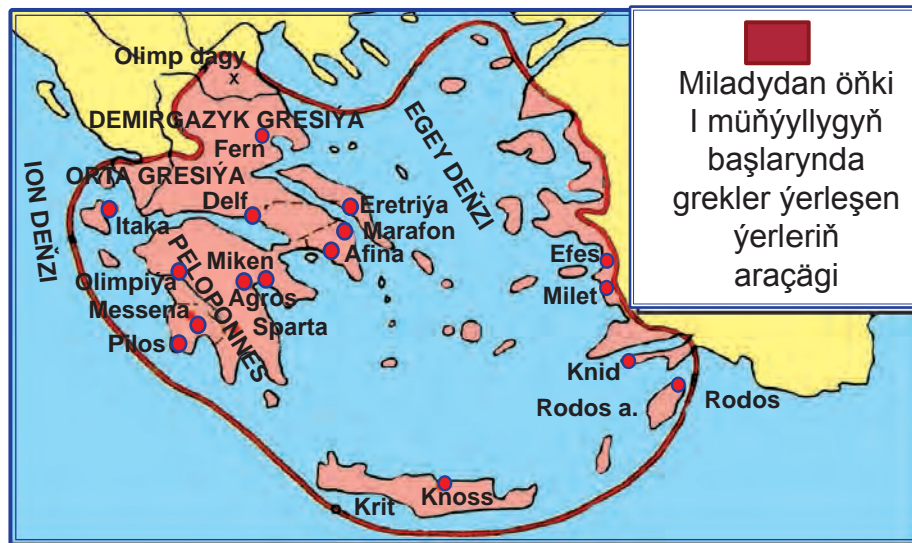 Olimp dagy
x
DEMIRGAZYK GRESIÝA
Fern
ORTA GRESIÝA
Delf
Itaka
Eretriýa
Marafon
Afina
Miken
Agros
Olimpiýa
Messena
Sparta
Pilos
PELOPONNES
ION DEŇZI
EGEY DEŇZI
Efes
Milet
Knid
Rodos a.
Rodos
Knoss
Krit
Miladydan öňki
I müňýyllygyň
başlarynda
grekler ýerleşen
ýerleriň
araçägi